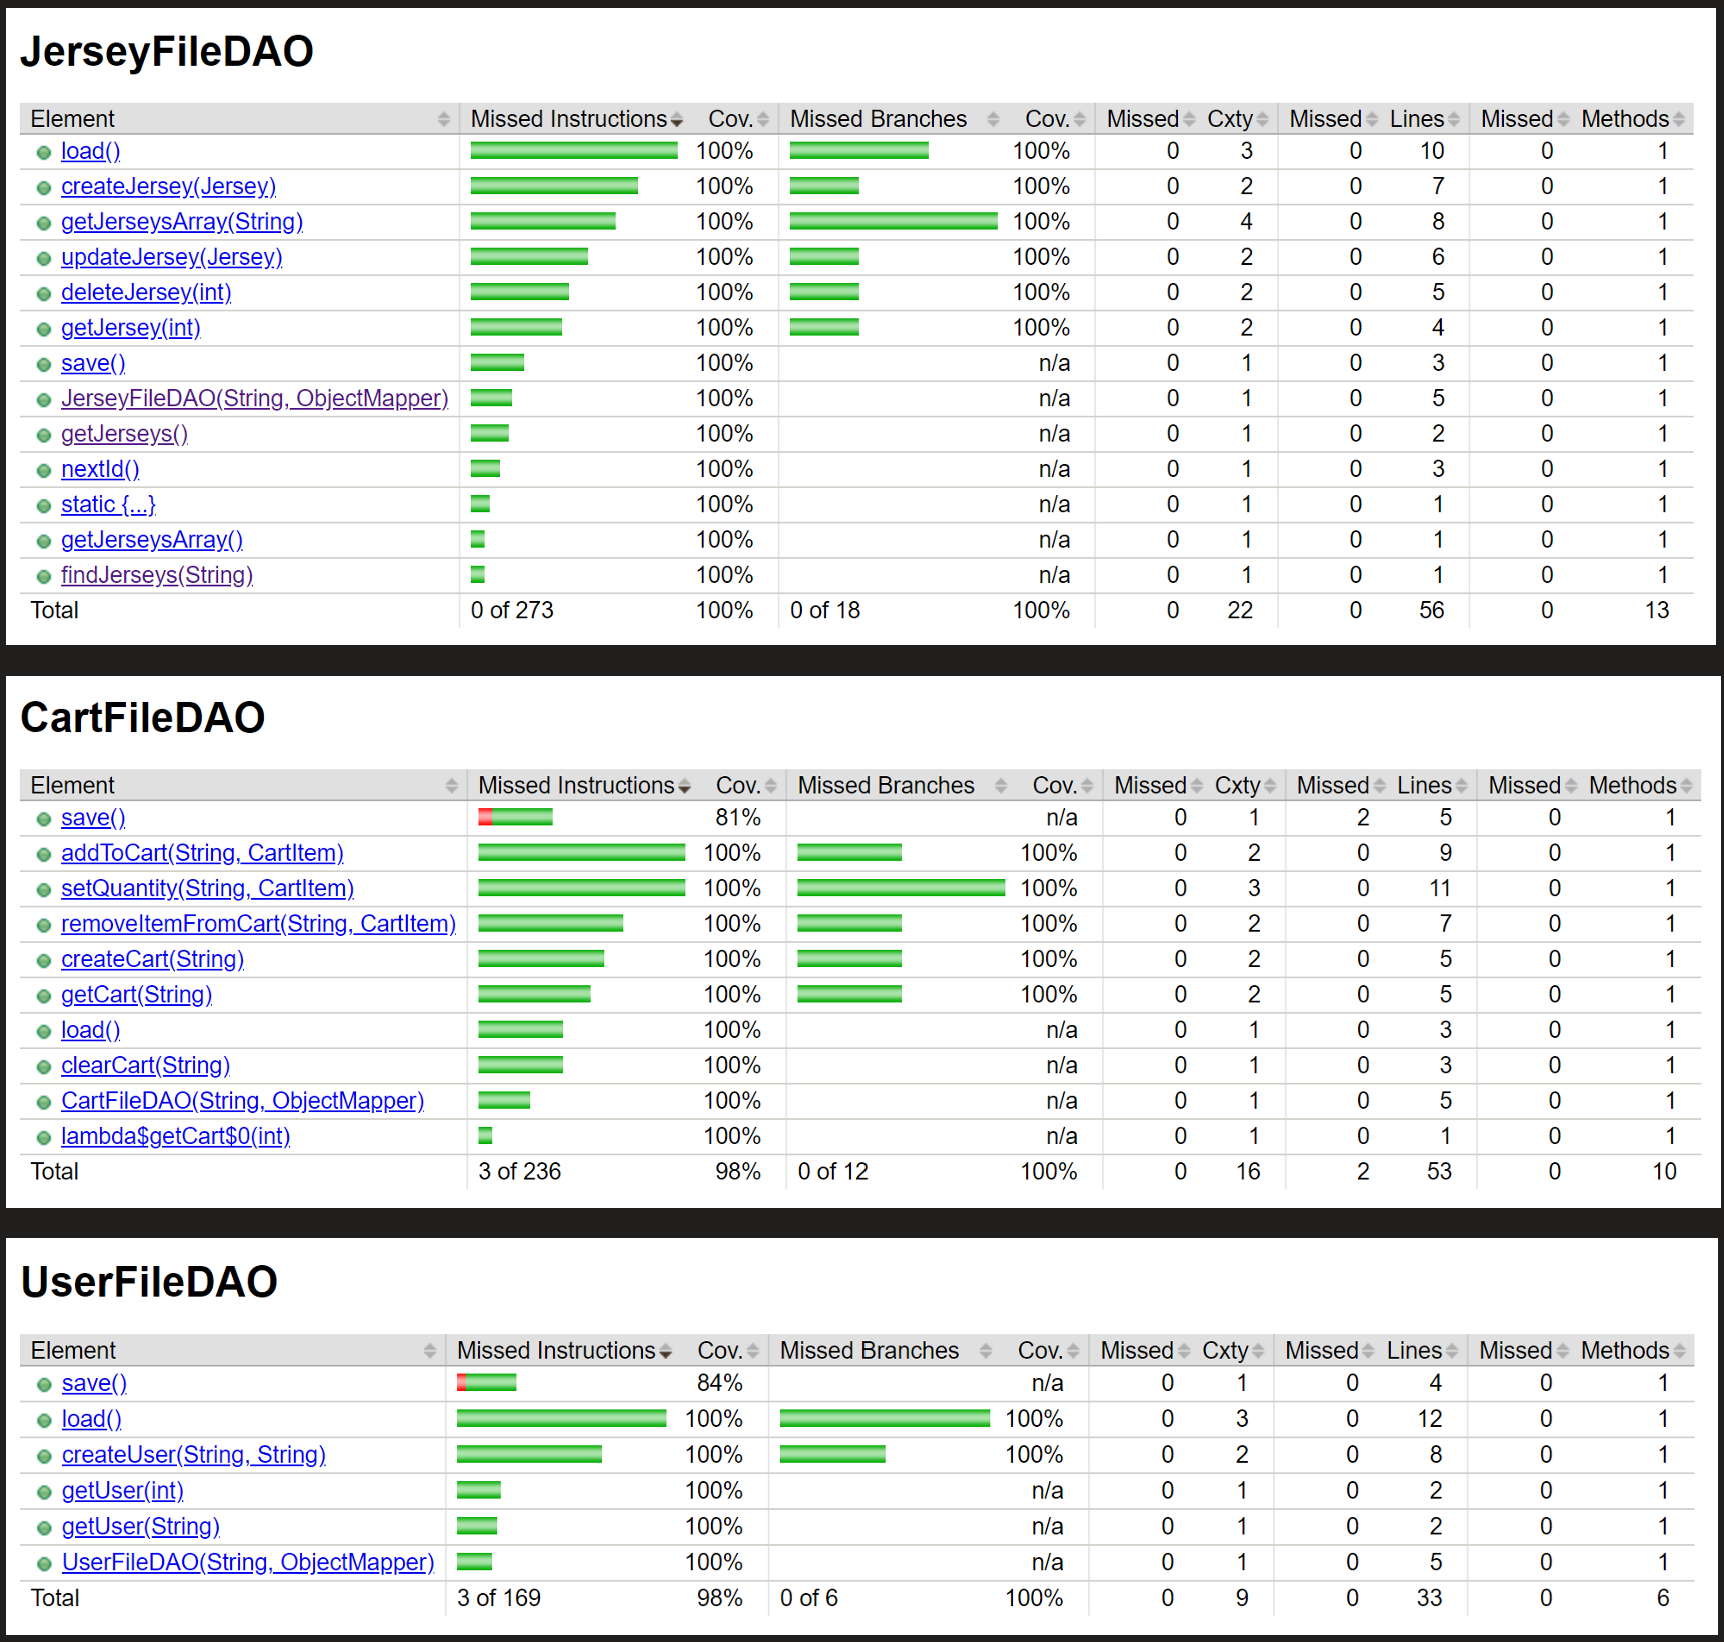 JerseyFileDAO
Element Missed Instructions Cov. Missed Branches Cov. Missed Cxty Missed Lines Missed Methods
load() 100% 100% 0 3 0 10 0 1
createJersey(Jersey) 100% 100% 0 2 0 7 0 1
getJerseysArray(String) 100% 100% 0 4 0 8 0 1
updateJersey(Jersey) 100% 100% 0 2 0 6 0 1
deleteJersey(int) 100% 100% 0 2 0 5 0 1
getJersey(int) 100% 100% 0 2 0 4 0 1
save() 100% n/a 0 1 0 3 0 1
JerseyFileDAO(String, ObjectMapper) 100% n/a 0 1 0 5 0 1
getJerseys() 100% n/a 0 1 0 2 0 1
nextId() 100% n/a 0 1 0 3 0 1
static {...} 100% n/a 0 1 0 1 0 1
getJerseysArray() 100% n/a 0 1 0 1 0 1
findJerseys(String) 100% n/a 0 1 0 1 0 1
Total 0 of 273 100% 0 of 18 100% 0 22 0 56 0 13
CartFileDAO
Element Missed Instructions Cov. Missed Branches Cov. Missed Cxty Missed Lines Missed Methods
save() 81% n/a 0 1 2 5 0 1
addToCart(String, CartItem) 100% 100% 0 2 0 9 0 1
setQuantity(String, CartItem) 100% 100% 0 3 0 11 0 1
removeItemFromCart(String, CartItem) 100% 100% 0 2 0 7 0 1
createCart(String) 100% 100% 0 2 0 5 0 1
getCart(String) 100% 100% 0 2 0 5 0 1
load() 100% n/a 0 1 0 3 0 1
clearCart(String) 100% n/a 0 1 0 3 0 1
CartFileDAO(String, ObjectMapper) 100% n/a 0 1 0 5 0 1
lambda$getCart$0(int) 100% n/a 0 1 0 1 0 1
Total 3 of 236 98% 0 of 12 100% 0 16 2 53 0 10
UserFileDAO
Element Missed Instructions Cov. Missed Branches Cov. Missed Cxty Missed Lines Missed Methods
save() 84% n/a 0 1 0 4 0 1
load() 100% 100% 0 3 0 12 0 1
createUser(String, String) 100% 100% 0 2 0 8 0 1
getUser(int) 100% n/a 0 1 0 2 0 1
getUser(String) 100% n/a 0 1 0 2 0 1
UserFileDAO(String, ObjectMapper) 100% n/a 0 1 0 5 0 1
Total 3 of 169 98% 0 of 6 100% 0 9 0 33 0 6